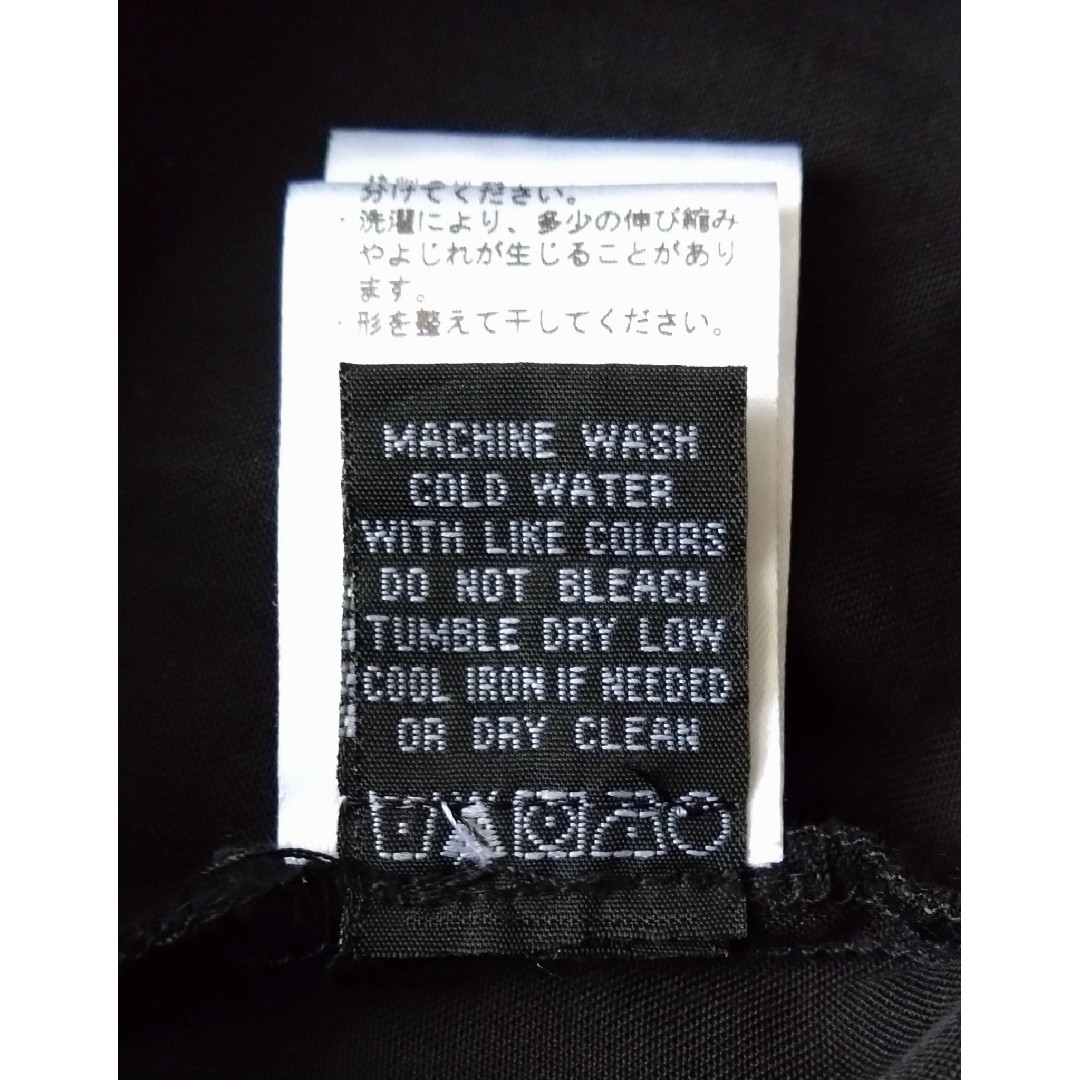 分けてください。
・洗濯により、多少の伸び縮み
やよじれが生じることがあり
ます。
・形を整えて干してください。
MACHINE WASH
COLD WATER
WITH LIKE COLORS
DO NOT BLEACH
TUMBLE DRY LOW
COOL IRON IF NEEDED
OR DRY CLEAN